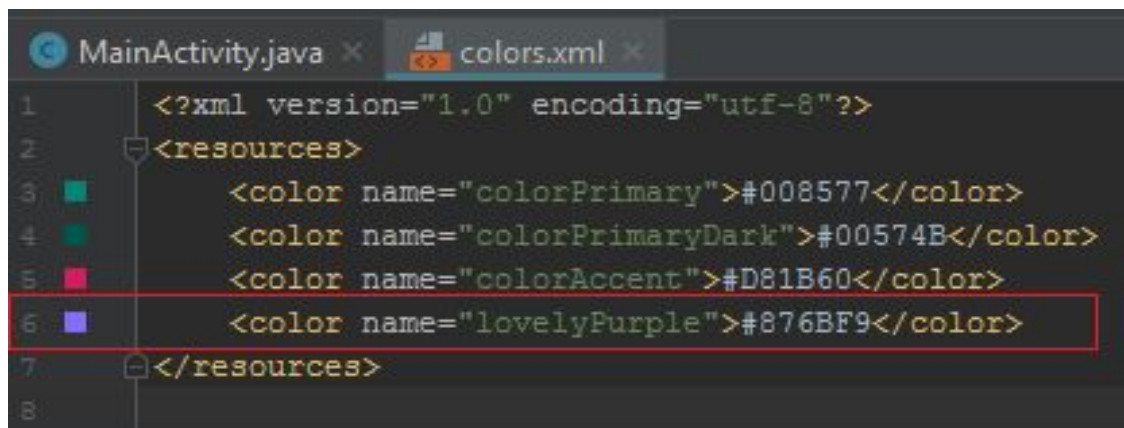 MainActivity.java colors.xml
1 <?xml version="1.0" encoding="utf-8"?>
2 <resources>
3 <color name="colorPrimary">#008577</color>
4 <color name="colorPrimaryDark">#00574B</color>
5 <color name="colorAccent">#D81B60</color>
6 <color name="lovelyPurple">#876BF9</color>
7 </resources>
8